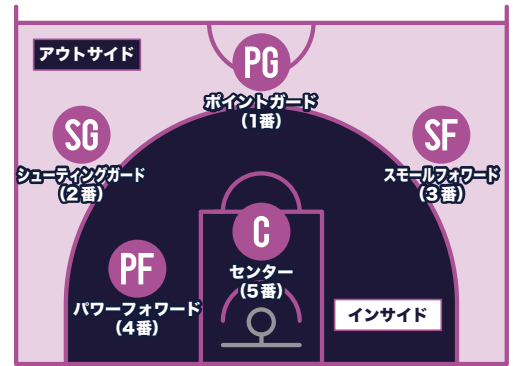 アウトサイド
PG
ポイントガード
（1番）
SG
シューティングガード
（2番）
SF
スモールフォワード
（3番）
C
センター
（5番）
PF
パワーフォワード
（4番）
インサイド